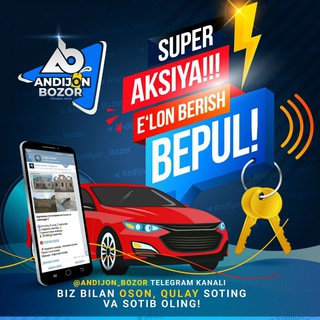 ANDIJON
BOZOR
SUPER
AKSIYA!!!
E'LON BERISH
BEPUL!
@ANDIJON_BOZOR TELEGRAM KANALI
BIZ BILAN OSON, QULAY SOTING
VA SOTIB OLING!